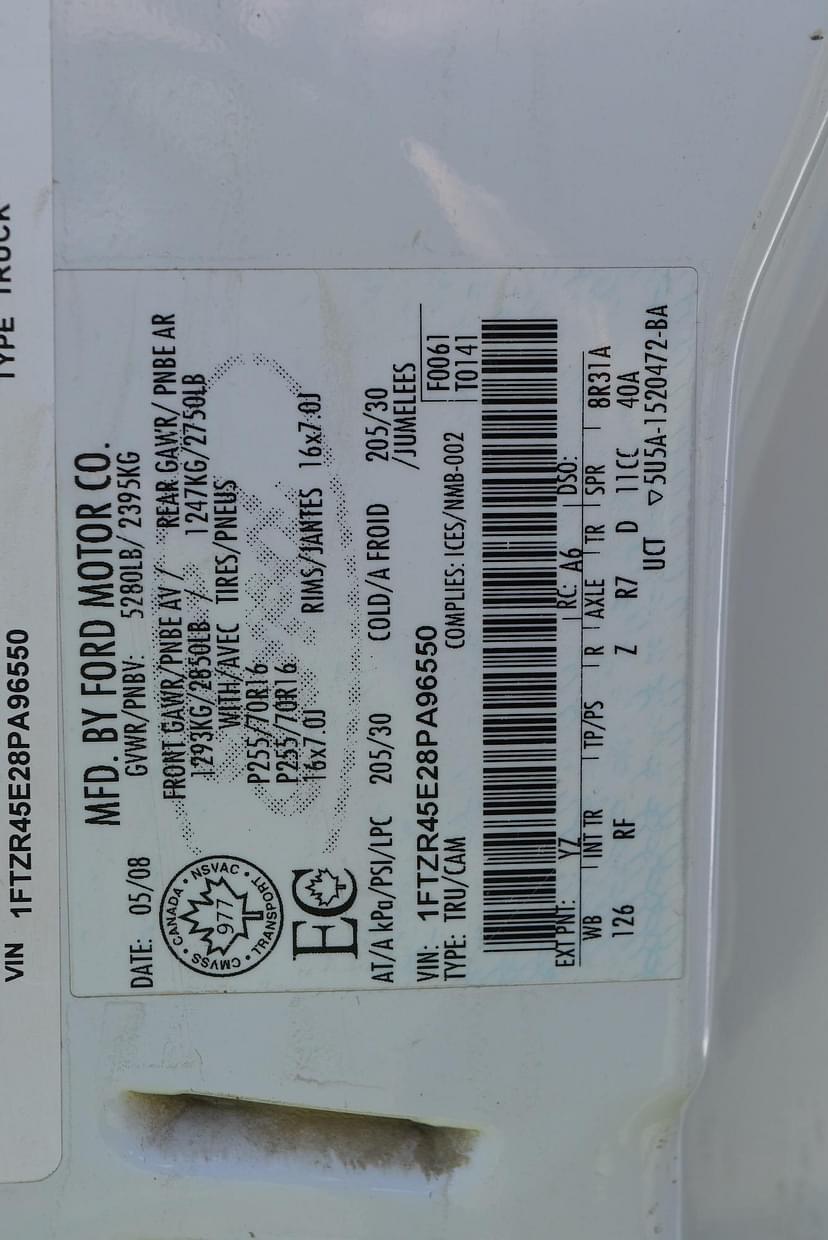 VIN 1FTZR45E28PA96550
TYPE TRUCK
MFD. BY FORD MOTOR CO.
DATE: 05/08 GVWR/PNBV: 5280LB/ 2395KG
FRONT GAWR/PNBE AV / REAR GAWR/ PNBE AR
1293KG/2850LB / 1247KG/2750LB
WITH/AVEC TIRES/PNEUS
P255/70R16
P255/70R16
16x7.0J RIMS/JANTES 16x7.0J
CANADA • NSVAC • TRANSPORT • CMVSS •
977
EC
AT/A kPa/PSI/LPC 205/30 COLD/A FROID 205/30
/JUMELEES
VIN: 1FTZR45E28PA96550
F0061
TYPE: TRU/CAM COMPLIES: ICES/NMB-002 T0141
EXT PNT: YZ RC: A6 DSO:
WB INT TR TP/PS R AXLE TR SPR 8R31A
126 RF Z R7 D 11CC 40A
UCT ▽5U5A-1520472-BA